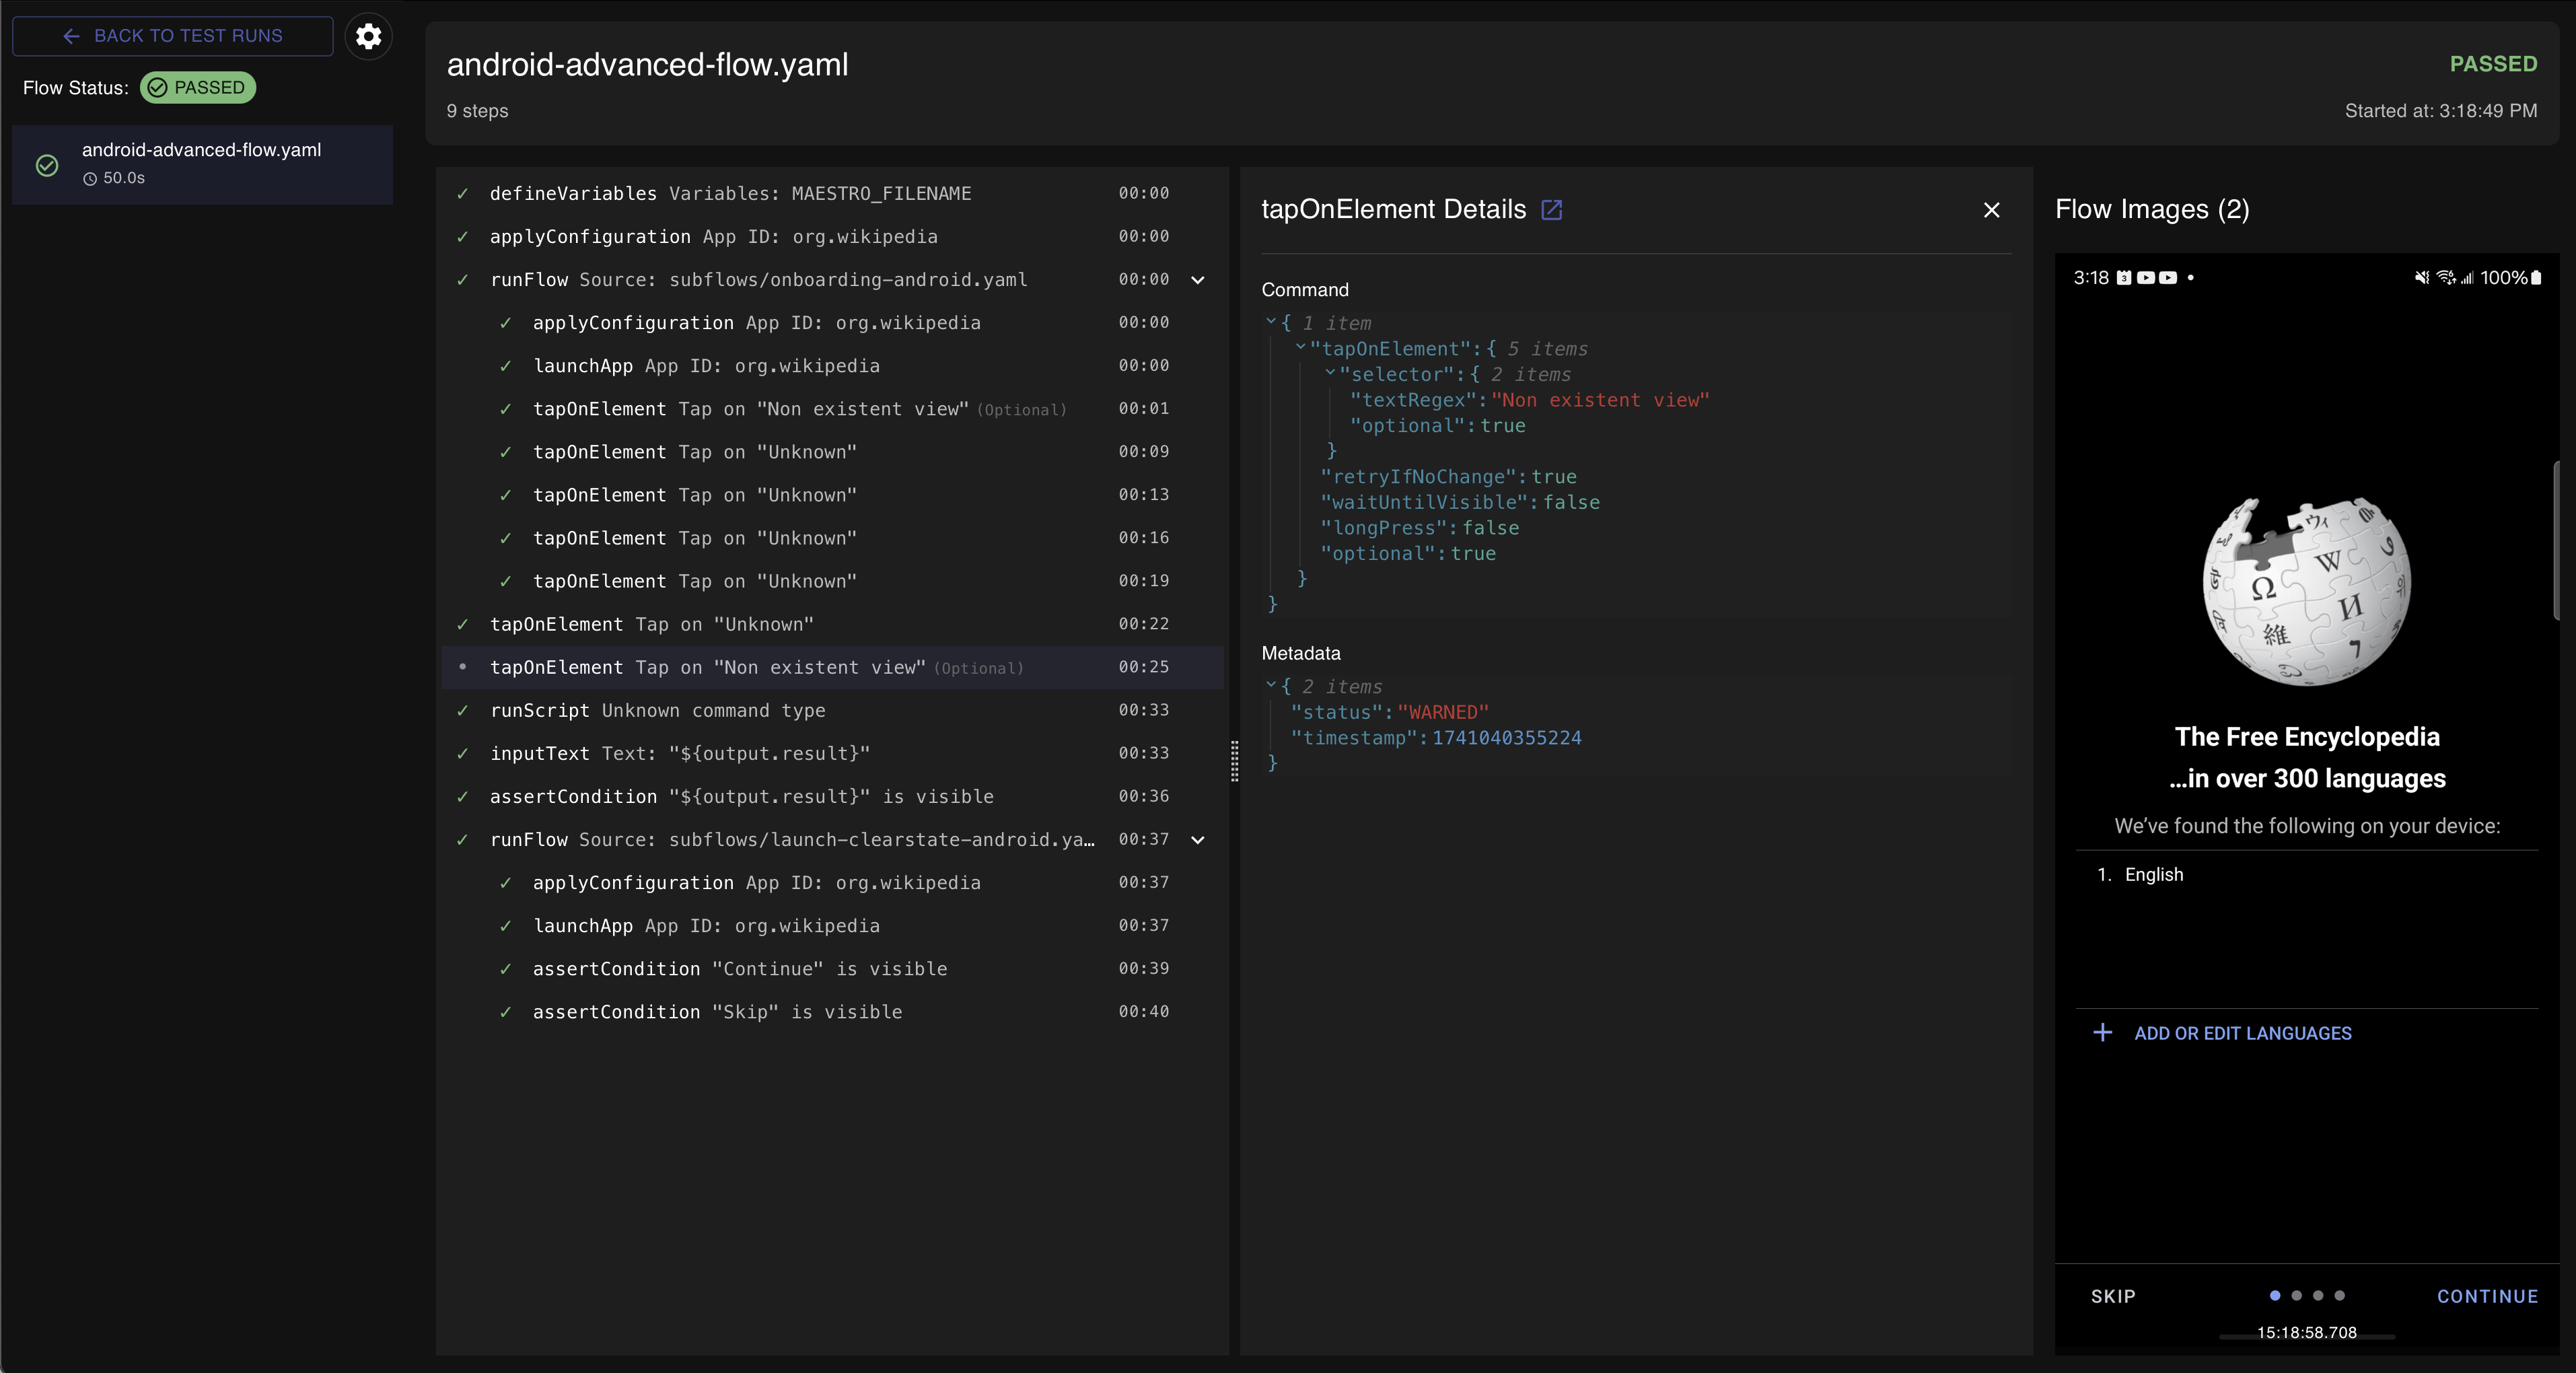 BACK TO TEST RUNS
Flow Status: PASSED
android-advanced-flow.yaml
50.0s
android-advanced-flow.yaml
PASSED
9 steps
Started at: 3:18:49 PM
✓ defineVariables Variables: MAESTRO_FILENAME 00:00
✓ applyConfiguration App ID: org.wikipedia 00:00
✓ runFlow Source: subflows/onboarding-android.yaml 00:00
✓ applyConfiguration App ID: org.wikipedia 00:00
✓ launchApp App ID: org.wikipedia 00:00
✓ tapOnElement Tap on "Non existent view" (Optional) 00:01
✓ tapOnElement Tap on "Unknown" 00:09
✓ tapOnElement Tap on "Unknown" 00:13
✓ tapOnElement Tap on "Unknown" 00:16
✓ tapOnElement Tap on "Unknown" 00:19
✓ tapOnElement Tap on "Unknown" 00:22
• tapOnElement Tap on "Non existent view" (Optional) 00:25
✓ runScript Unknown command type 00:33
✓ inputText Text: "${output.result}" 00:33
✓ assertCondition "${output.result}" is visible 00:36
✓ runFlow Source: subflows/launch-clearstate-android.ya… 00:37
✓ applyConfiguration App ID: org.wikipedia 00:37
✓ launchApp App ID: org.wikipedia 00:37
✓ assertCondition "Continue" is visible 00:39
✓ assertCondition "Skip" is visible 00:40
tapOnElement Details
Command
{ 1 item
"tapOnElement":{ 5 items
"selector":{ 2 items
"textRegex":"Non existent view"
"optional":true
}
"retryIfNoChange":true
"waitUntilVisible":false
"longPress":false
"optional":true
}
}
Metadata
{ 2 items
"status":"WARNED"
"timestamp":1741040355224
}
Flow Images (2)
3:18 3 100%
Ω W И 維
The Free Encyclopedia
…in over 300 languages
We've found the following on your device:
1. English
+ ADD OR EDIT LANGUAGES
SKIP
CONTINUE
15:18:58.708